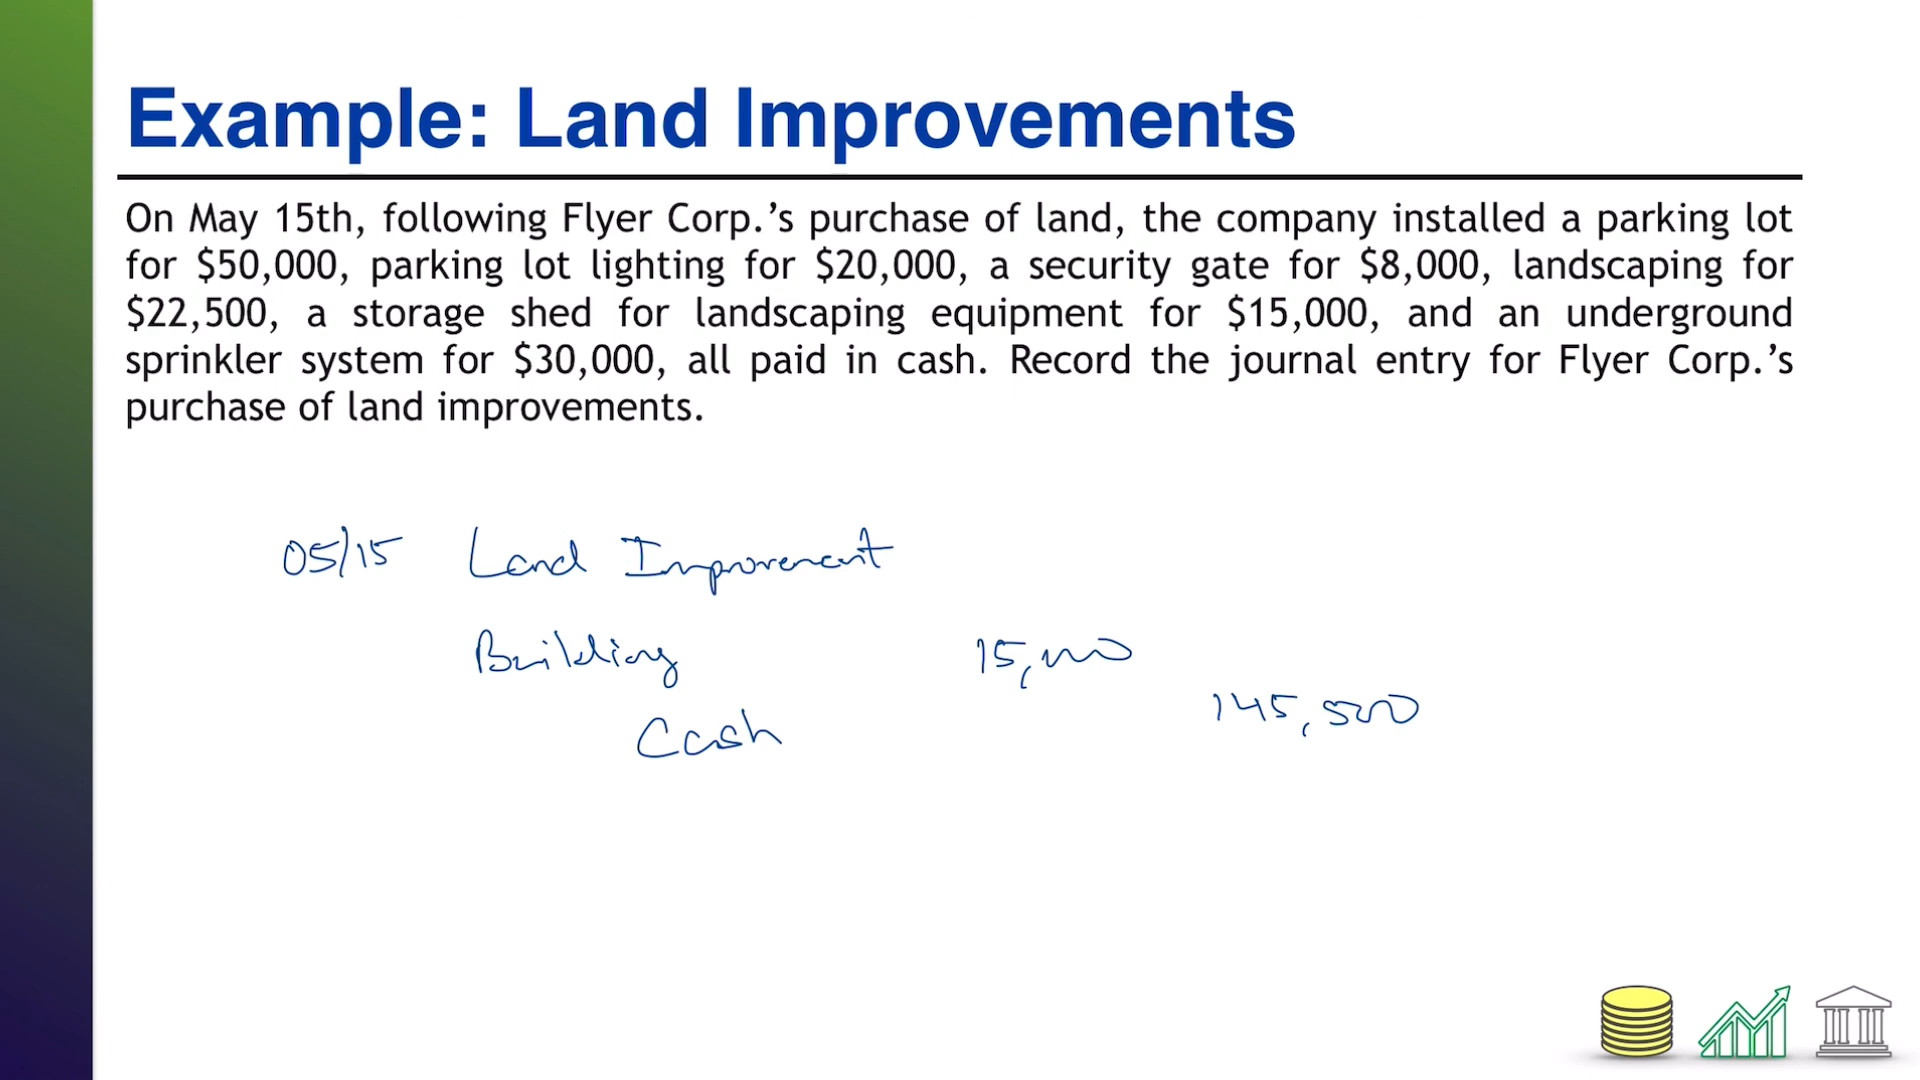 Example: Land Improvements
On May 15th, following Flyer Corp.’s purchase of land, the company installed a parking lot
for $50,000, parking lot lighting for $20,000, a security gate for $8,000, landscaping for
$22,500, a storage shed for landscaping equipment for $15,000, and an underground
sprinkler system for $30,000, all paid in cash. Record the journal entry for Flyer Corp.’s
purchase of land improvements.
05/15 Land Improvement
Building 15,000
Cash 145,500